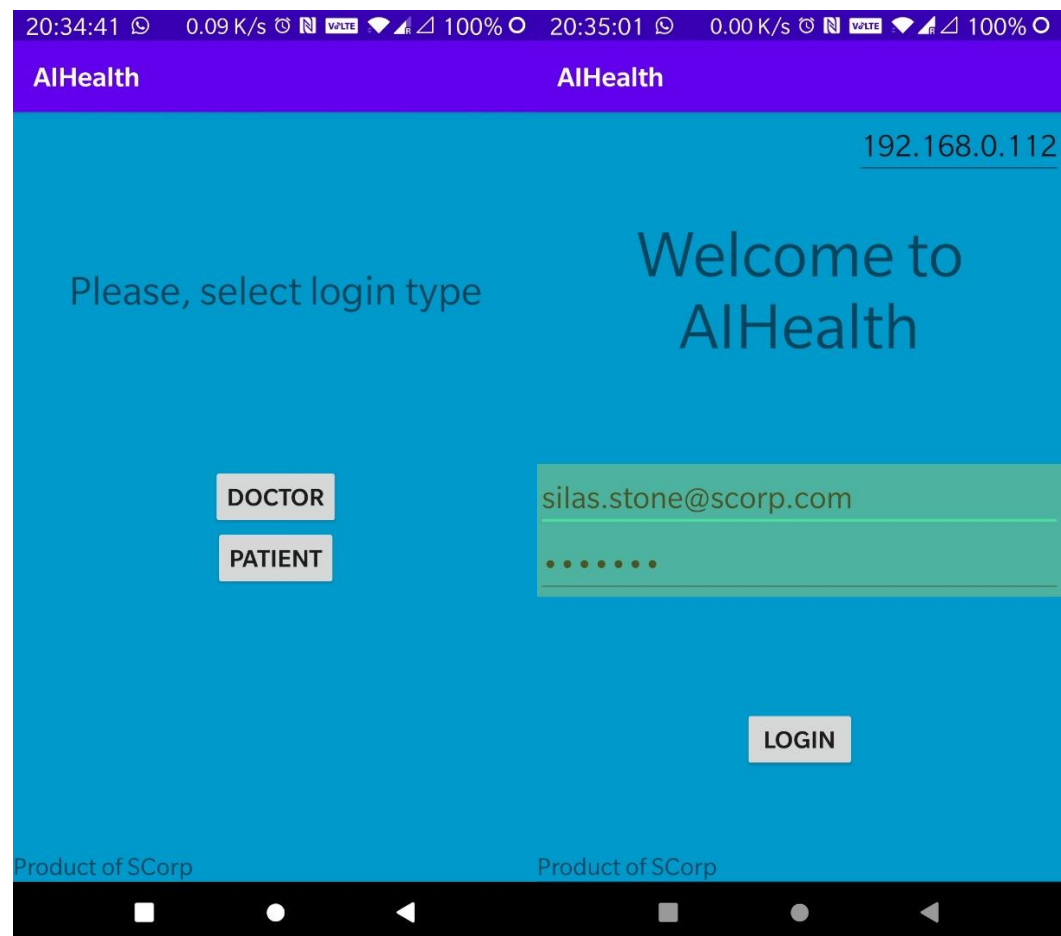 20:34:41 0.09 K/s VoLTE R 100%
AIHealth
Please, select login type
DOCTOR
PATIENT
Product of SCorp
20:35:01 0.00 K/s VoLTE R 100%
AIHealth
192.168.0.112
Welcome to
AIHealth
silas.stone@scorp.com
•••••••
LOGIN
Product of SCorp